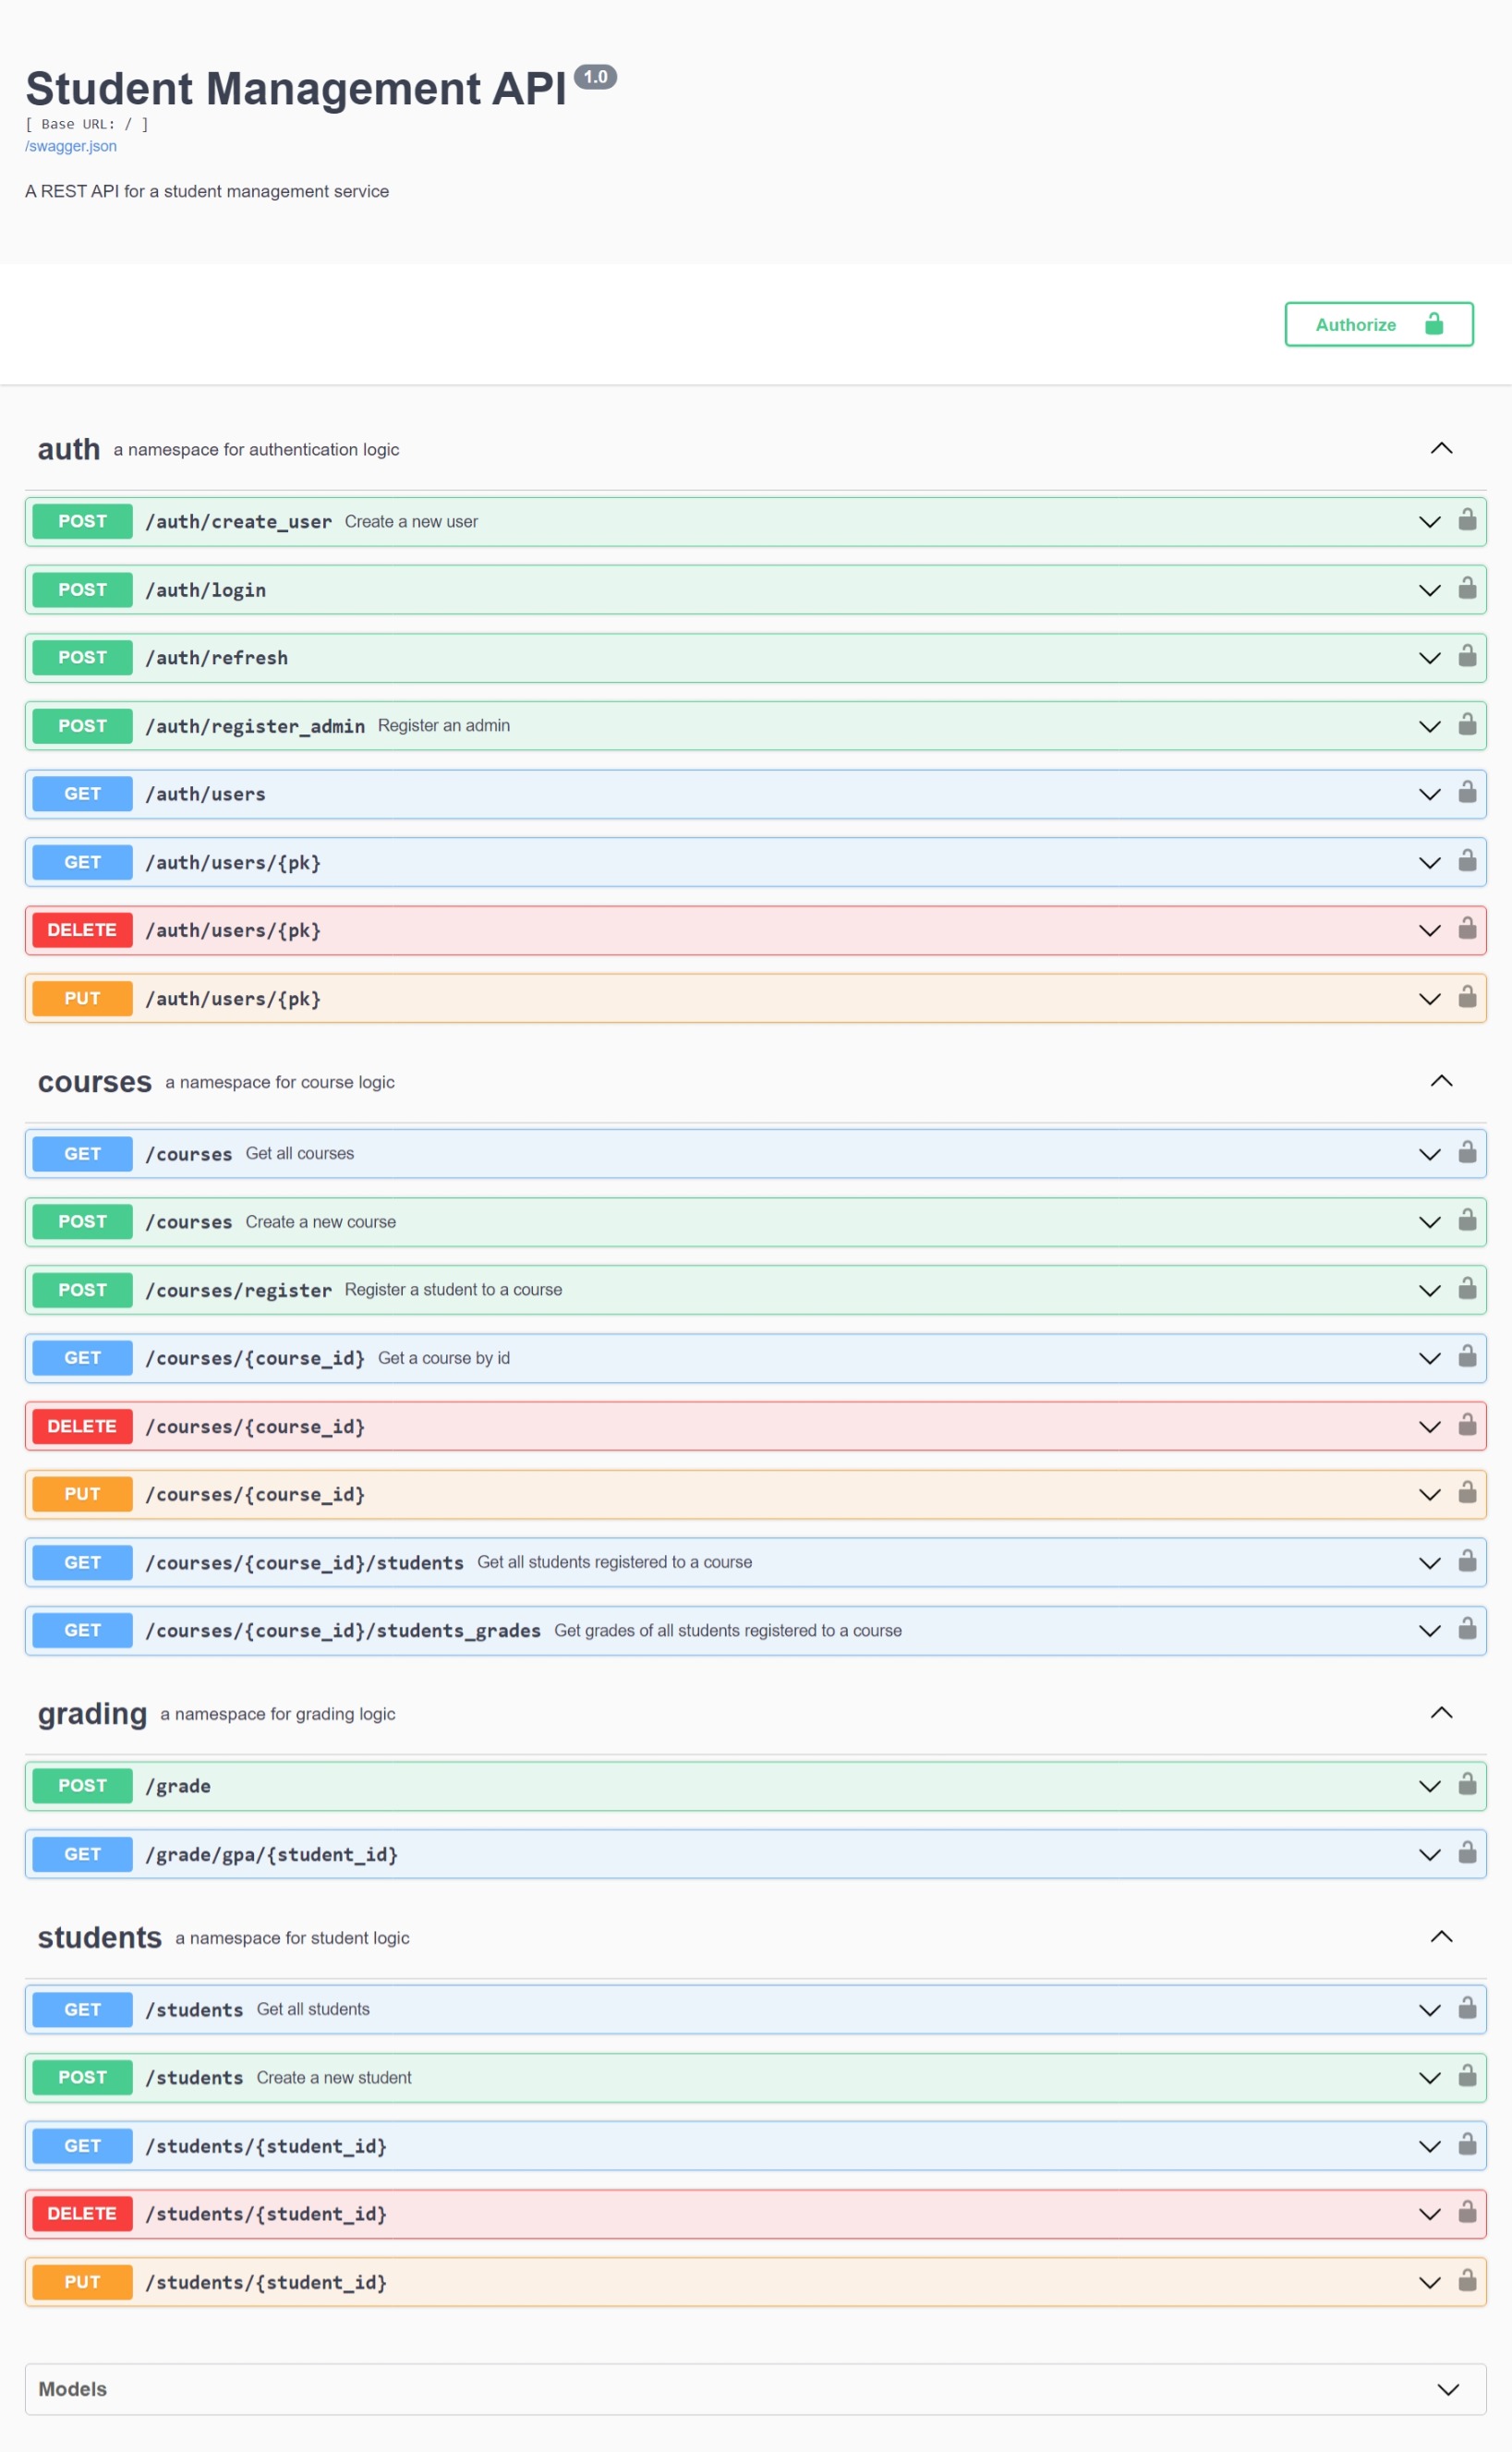 Student Management API 1.0
[ Base URL: / ]
/swagger.json
A REST API for a student management service
Authorize
auth a namespace for authentication logic
POST /auth/create_user Create a new user
POST /auth/login
POST /auth/refresh
POST /auth/register_admin Register an admin
GET /auth/users
GET /auth/users/{pk}
DELETE /auth/users/{pk}
PUT /auth/users/{pk}
courses a namespace for course logic
GET /courses Get all courses
POST /courses Create a new course
POST /courses/register Register a student to a course
GET /courses/{course_id} Get a course by id
DELETE /courses/{course_id}
PUT /courses/{course_id}
GET /courses/{course_id}/students Get all students registered to a course
GET /courses/{course_id}/students_grades Get grades of all students registered to a course
grading a namespace for grading logic
POST /grade
GET /grade/gpa/{student_id}
students a namespace for student logic
GET /students Get all students
POST /students Create a new student
GET /students/{student_id}
DELETE /students/{student_id}
PUT /students/{student_id}
Models